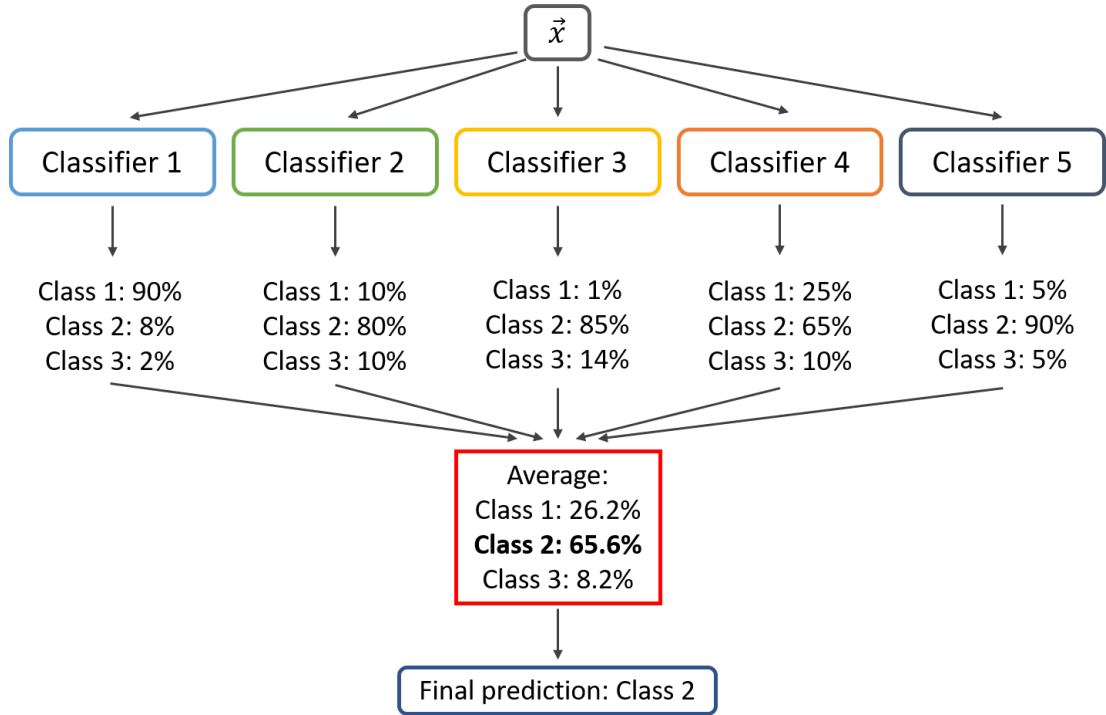 x⃗
Classifier 1
Classifier 2
Classifier 3
Classifier 4
Classifier 5
Class 1: 90%
Class 2: 8%
Class 3: 2%
Class 1: 10%
Class 2: 80%
Class 3: 10%
Class 1: 1%
Class 2: 85%
Class 3: 14%
Class 1: 25%
Class 2: 65%
Class 3: 10%
Class 1: 5%
Class 2: 90%
Class 3: 5%
Average:
Class 1: 26.2%
Class 2: 65.6%
Class 3: 8.2%
Final prediction: Class 2